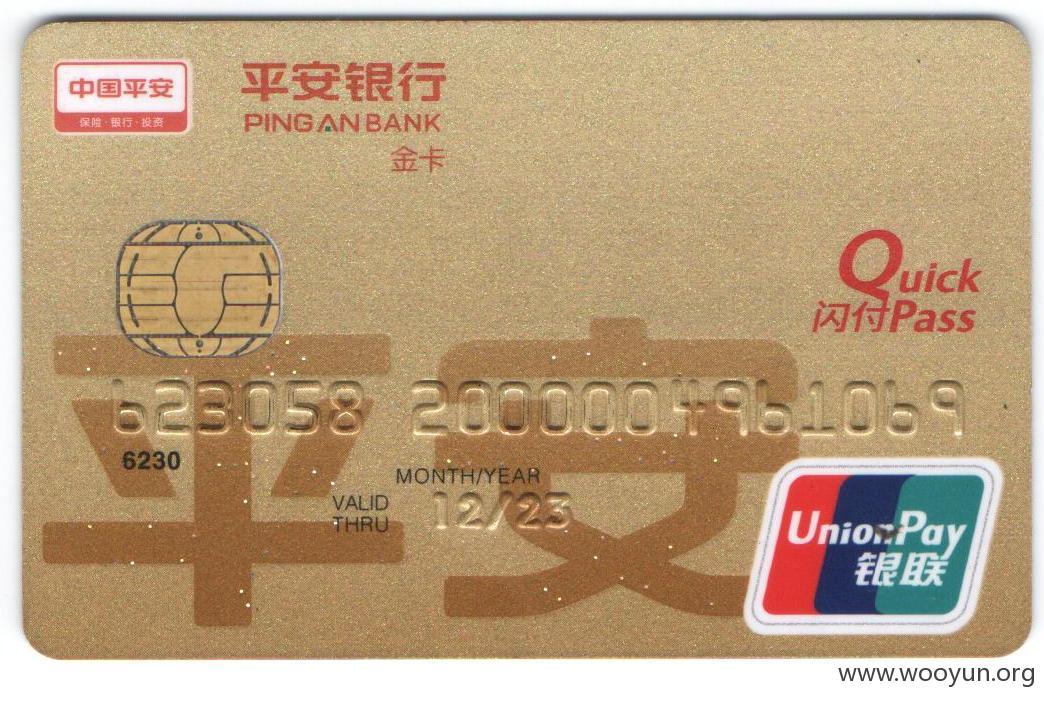 中国平安
保险·银行·投资
平安银行
PING AN BANK
金卡
Quick
闪付Pass
平安
623058 2000004961069
6230
MONTH/YEAR
VALID
THRU
12/23
UnionPay
银联
www.wooyun.org